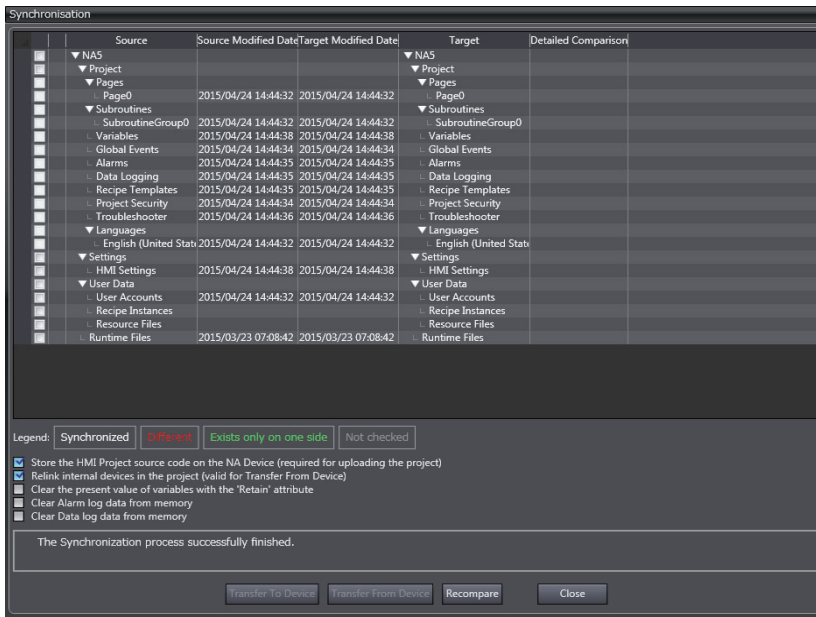 Synchronisation
Source Source Modified Date Target Modified Date Target Detailed Comparison
NA5 NA5
Project Project
Pages Pages
Page0 2015/04/24 14:44:32 2015/04/24 14:44:32 Page0
Subroutines Subroutines
SubroutineGroup0 2015/04/24 14:44:32 2015/04/24 14:44:32 SubroutineGroup0
Variables 2015/04/24 14:44:38 2015/04/24 14:44:38 Variables
Global Events 2015/04/24 14:44:34 2015/04/24 14:44:34 Global Events
Alarms 2015/04/24 14:44:35 2015/04/24 14:44:35 Alarms
Data Logging 2015/04/24 14:44:35 2015/04/24 14:44:35 Data Logging
Recipe Templates 2015/04/24 14:44:35 2015/04/24 14:44:35 Recipe Templates
Project Security 2015/04/24 14:44:34 2015/04/24 14:44:34 Project Security
Troubleshooter 2015/04/24 14:44:36 2015/04/24 14:44:36 Troubleshooter
Languages Languages
English (United Stat 2015/04/24 14:44:32 2015/04/24 14:44:32 English (United Stat
Settings Settings
HMI Settings 2015/04/24 14:44:38 2015/04/24 14:44:38 HMI Settings
User Data User Data
User Accounts 2015/04/24 14:44:32 2015/04/24 14:44:32 User Accounts
Recipe Instances Recipe Instances
Resource Files Resource Files
Runtime Files 2015/03/23 07:08:42 2015/03/23 07:08:42 Runtime Files
Legend: Synchronized Different Exists only on one side Not checked
Store the HMI Project source code on the NA Device (required for uploading the project)
Relink internal devices in the project (valid for Transfer From Device)
Clear the present value of variables with the 'Retain' attribute
Clear Alarm log data from memory
Clear Data log data from memory
The Synchronization process successfully finished.
Transfer To Device Transfer From Device Recompare Close